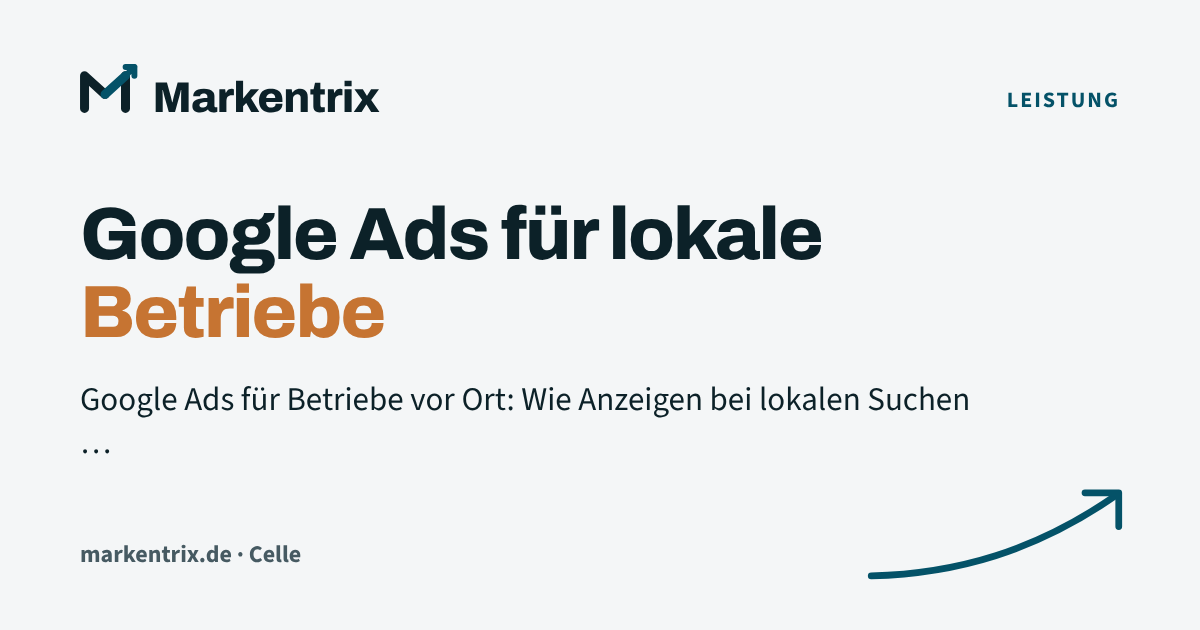 Markentrix
LEISTUNG
Google Ads für lokale
Betriebe
Google Ads für Betriebe vor Ort: Wie Anzeigen bei lokalen Suchen
…
markentrix.de · Celle